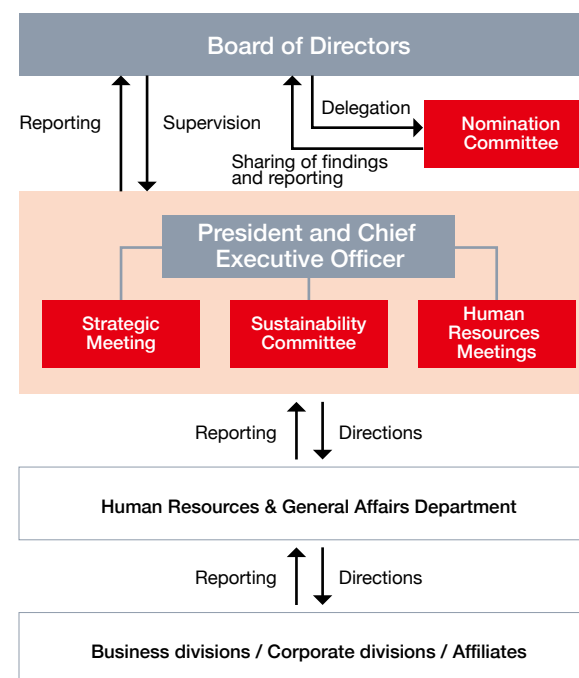 Board of Directors
Reporting
Supervision
Delegation
Sharing of findings
and reporting
Nomination
Committee
President and Chief
Executive Officer
Strategic
Meeting
Sustainability
Committee
Human
Resources
Meetings
Reporting
Directions
Human Resources & General Affairs Department
Reporting
Directions
Business divisions / Corporate divisions / Affiliates